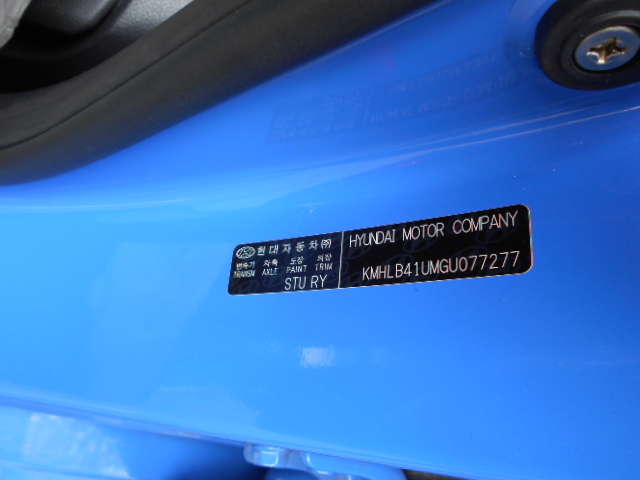 현대자동차㈜
변속기 차축 도장 의장
TRANSM AXLE PAINT TRIM
STU RY
HYUNDAI MOTOR COMPANY
KMHLB41UMGU077277